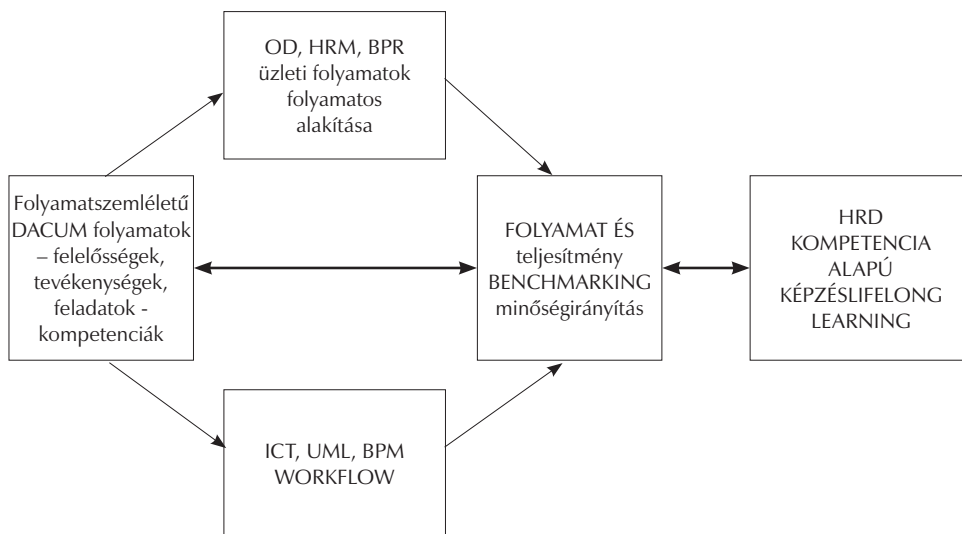 OD, HRM, BPR
üzleti folyamatok
folyamatos
alakítása
Folyamatszemléletű
DACUM folyamatok
– felelősségek,
tevékenységek,
feladatok -
kompetenciák
FOLYAMAT ÉS
teljesítmény
BENCHMARKING
minőségirányítás
HRD
KOMPETENCIA
ALAPÚ
KÉPZÉSLIFELONG
LEARNING
ICT, UML, BPM
WORKFLOW